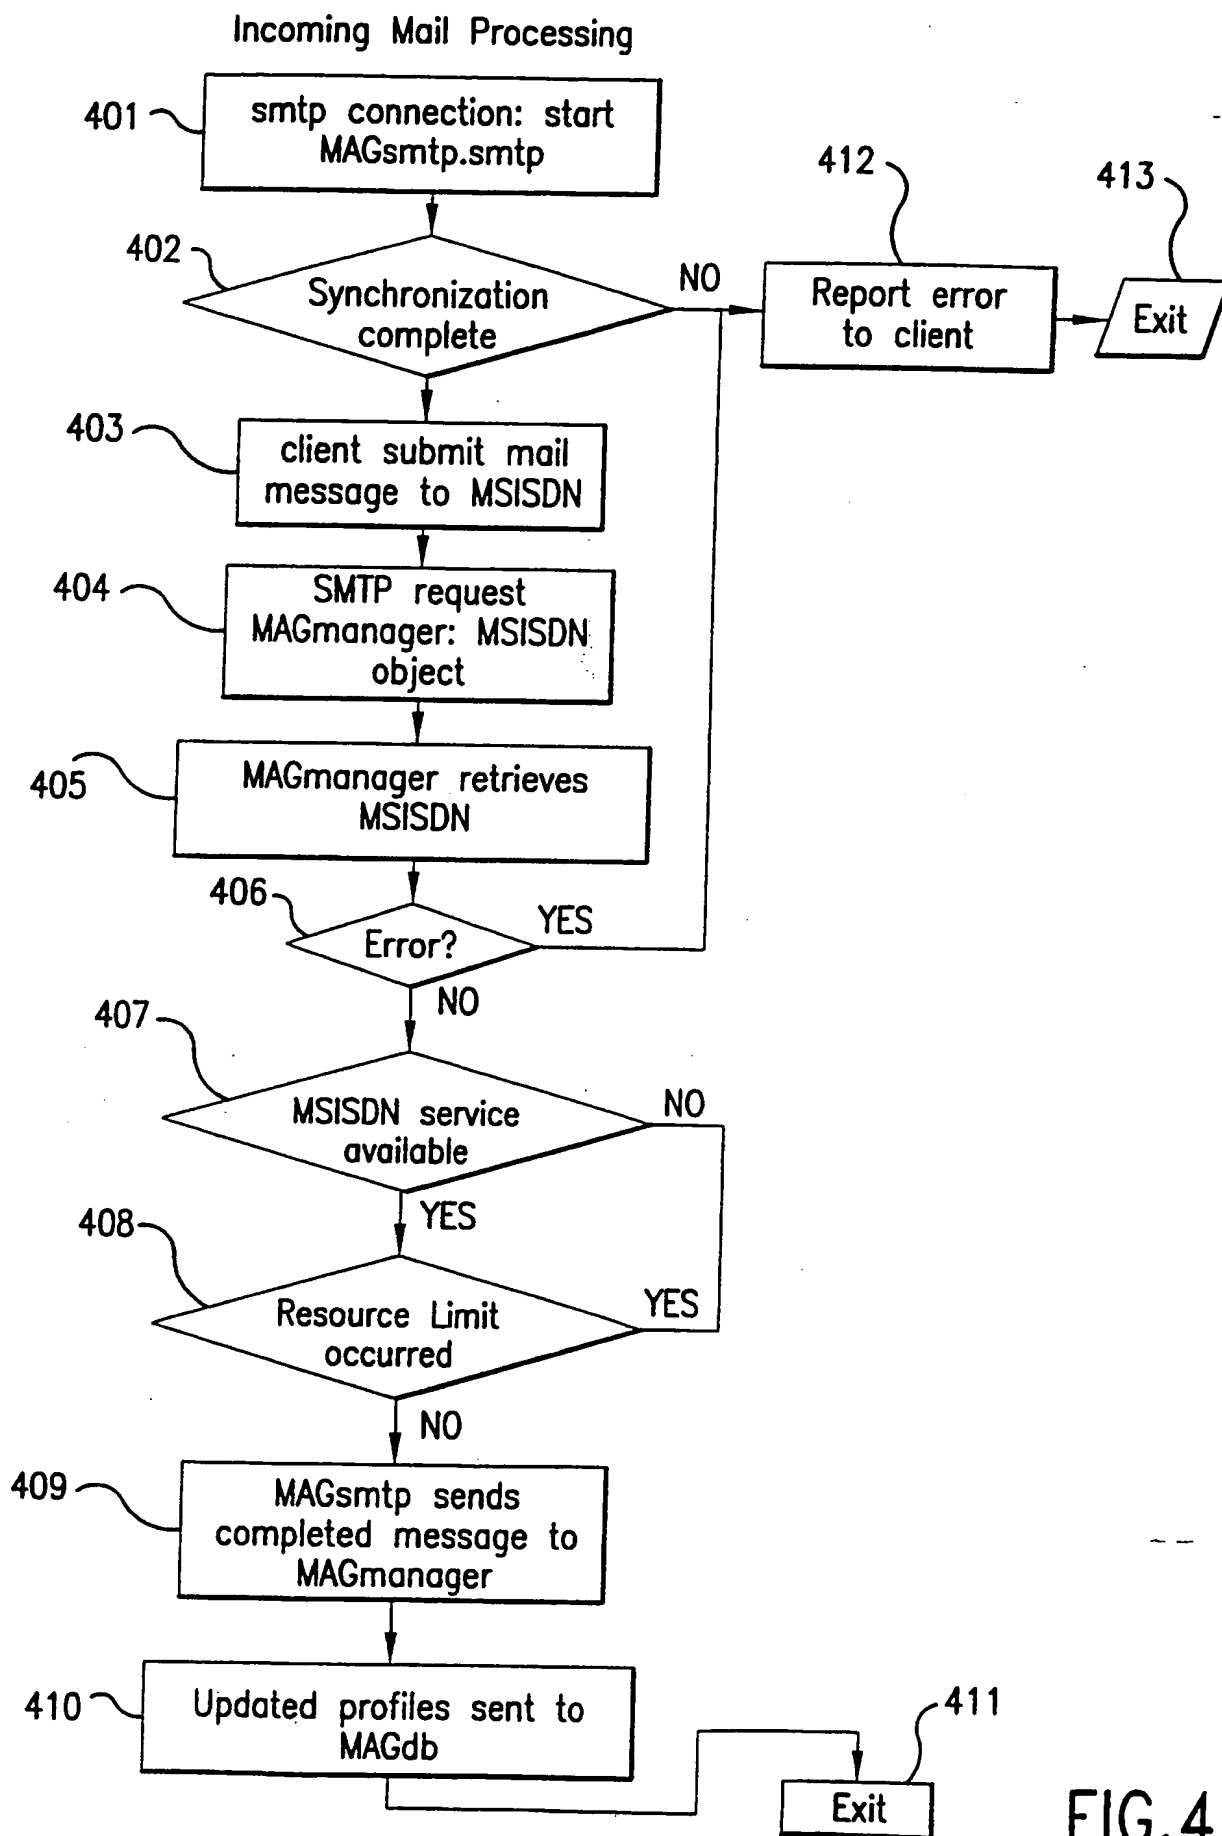 Incoming Mail Processing
401
smtp connection: start
MAGsmtp.smtp
412
413
402
Synchronization
complete
NO
Report error
to client
Exit
403
client submit mail
message to MSISDN
404
SMTP request
MAGmanager: MSISDN
object
405
MAGmanager retrieves
MSISDN
406
Error?
YES
NO
407
MSISDN service
available
NO
YES
408
Resource Limit
occurred
YES
NO
409
MAGsmtp sends
completed message to
MAGmanager
410
Updated profiles sent to
MAGdb
411
Exit
FIG.4